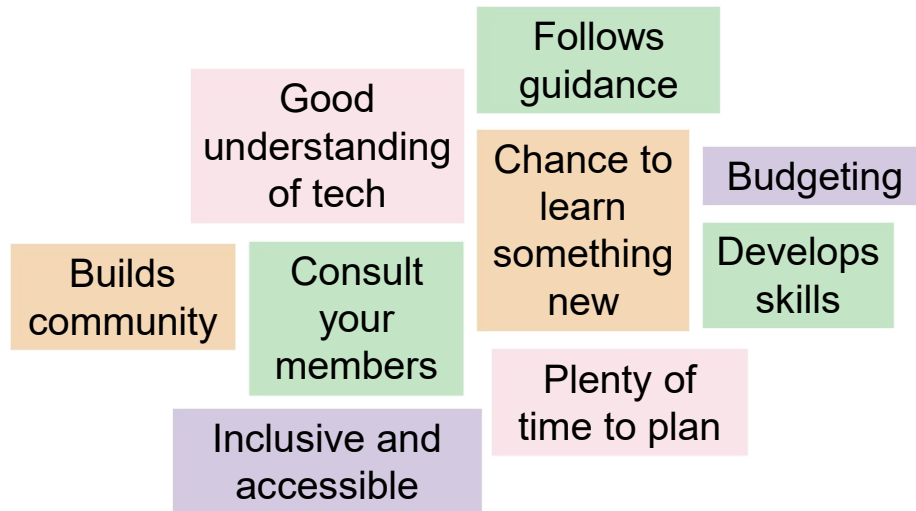 Follows
guidance
Good
understanding
of tech
Chance to
learn
something
new
Budgeting
Develops
skills
Builds
community
Consult
your
members
Plenty of
time to plan
Inclusive and
accessible